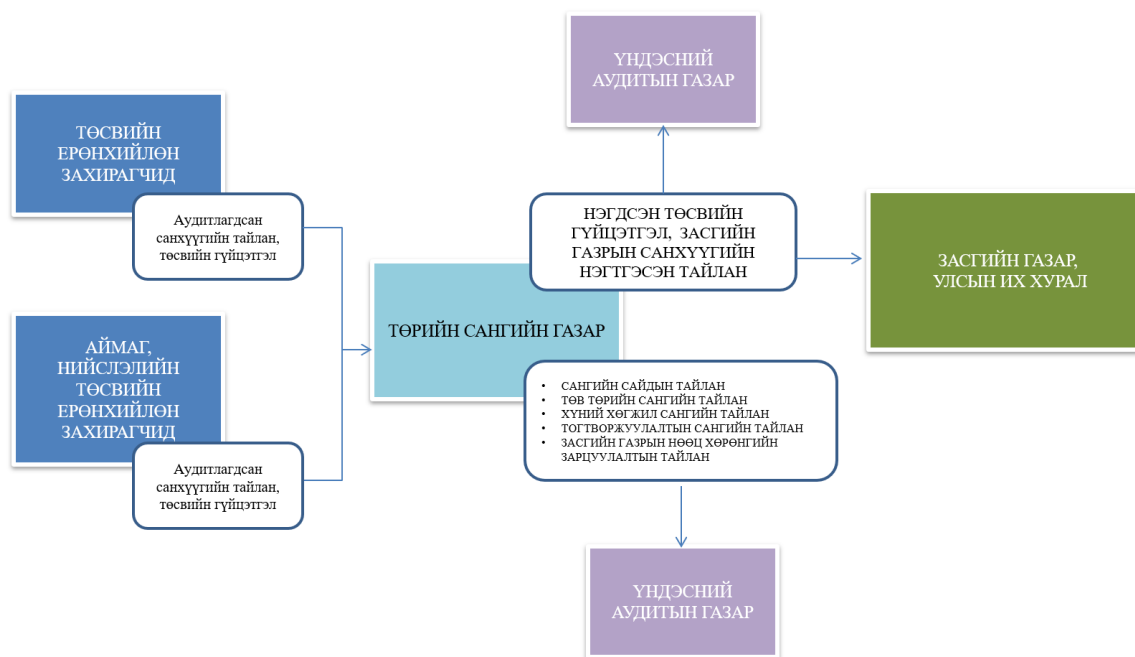 ТӨСВИЙН
ЕРӨНХИЙЛӨН
ЗАХИРАГЧИД
Аудитлагдсан
санхүүгийн тайлан,
төсвийн гүйцэтгэл
АЙМАГ,
НИЙСЛЭЛИЙН
ТӨСВИЙН
ЕРӨНХИЙЛӨН
ЗАХИРАГЧИД
Аудитлагдсан
санхүүгийн тайлан,
төсвийн гүйцэтгэл
ТӨРИЙН САНГИЙН ГАЗАР
ҮНДЭСНИЙ
АУДИТЫН ГАЗАР
НЭГДСЭН ТӨСВИЙН
ГҮЙЦЭТГЭЛ, ЗАСГИЙН
ГАЗРЫН САНХҮҮГИЙН
НЭГТГЭСЭН ТАЙЛАН
ЗАСГИЙН ГАЗАР,
УЛСЫН ИХ ХУРАЛ
• САНГИЙН САЙДЫН ТАЙЛАН
• ТӨВ ТӨРИЙН САНГИЙН ТАЙЛАН
• ХҮНИЙ ХӨГЖИЛ САНГИЙН ТАЙЛАН
• ТОГТВОРЖУУЛАЛТЫН САНГИЙН ТАЙЛАН
• ЗАСГИЙН ГАЗРЫН НӨӨЦ ХӨРӨНГИЙН
ЗАРЦУУЛАЛТЫН ТАЙЛАН
ҮНДЭСНИЙ
АУДИТЫН ГАЗАР